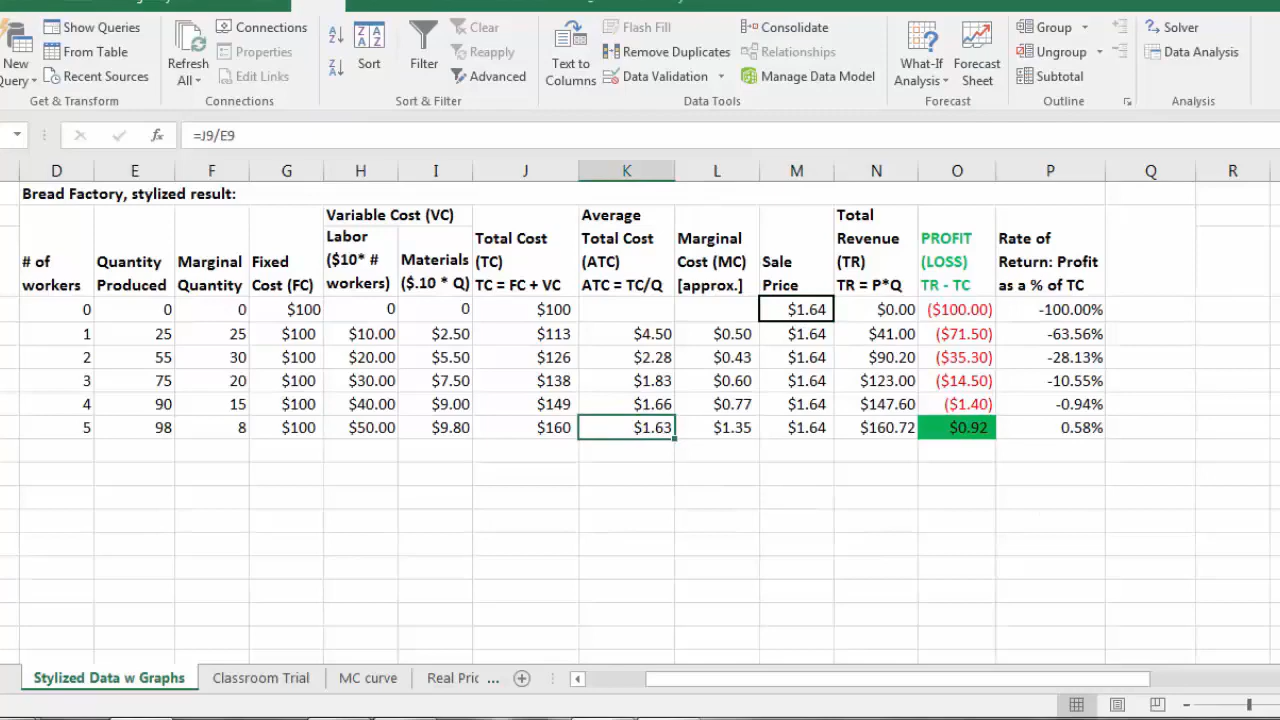 Show Queries
New
Query
From Table
Recent Sources
Get & Transform
Refresh
All
Connections
Properties
Edit Links
Connections
Sort
Filter
Clear
Reapply
Advanced
Sort & Filter
Text to
Columns
Flash Fill
Remove Duplicates
Data Validation
Consolidate
Relationships
Manage Data Model
Data Tools
What-If
Analysis
Forecast
Sheet
Forecast
Group
Ungroup
Subtotal
Outline
Solver
Data Analysis
Analysis
fx =J9/E9
D E F G H I J K L M N O P Q R
Bread Factory, stylized result:
# of
workers
Quantity
Produced
Marginal
Quantity
Fixed
Cost (FC)
Variable Cost (VC)
Labor
($10* #
workers)
Materials
($.10 * Q)
Total Cost
(TC)
TC = FC + VC
Average
Total Cost
(ATC)
ATC = TC/Q
Marginal
Cost (MC)
[approx.]
Sale
Price
Total
Revenue
(TR)
TR = P*Q
PROFIT
(LOSS)
TR - TC
Rate of
Return: Profit
as a % of TC
0 0 0 $100 0 0 $100 $1.64 $0.00 ($100.00) -100.00%
1 25 25 $100 $10.00 $2.50 $113 $4.50 $0.50 $1.64 $41.00 ($71.50) -63.56%
2 55 30 $100 $20.00 $5.50 $126 $2.28 $0.43 $1.64 $90.20 ($35.30) -28.13%
3 75 20 $100 $30.00 $7.50 $138 $1.83 $0.60 $1.64 $123.00 ($14.50) -10.55%
4 90 15 $100 $40.00 $9.00 $149 $1.66 $0.77 $1.64 $147.60 ($1.40) -0.94%
5 98 8 $100 $50.00 $9.80 $160 $1.63 $1.35 $1.64 $160.72 $0.92 0.58%
Stylized Data w Graphs Classroom Trial MC curve Real Pric ...